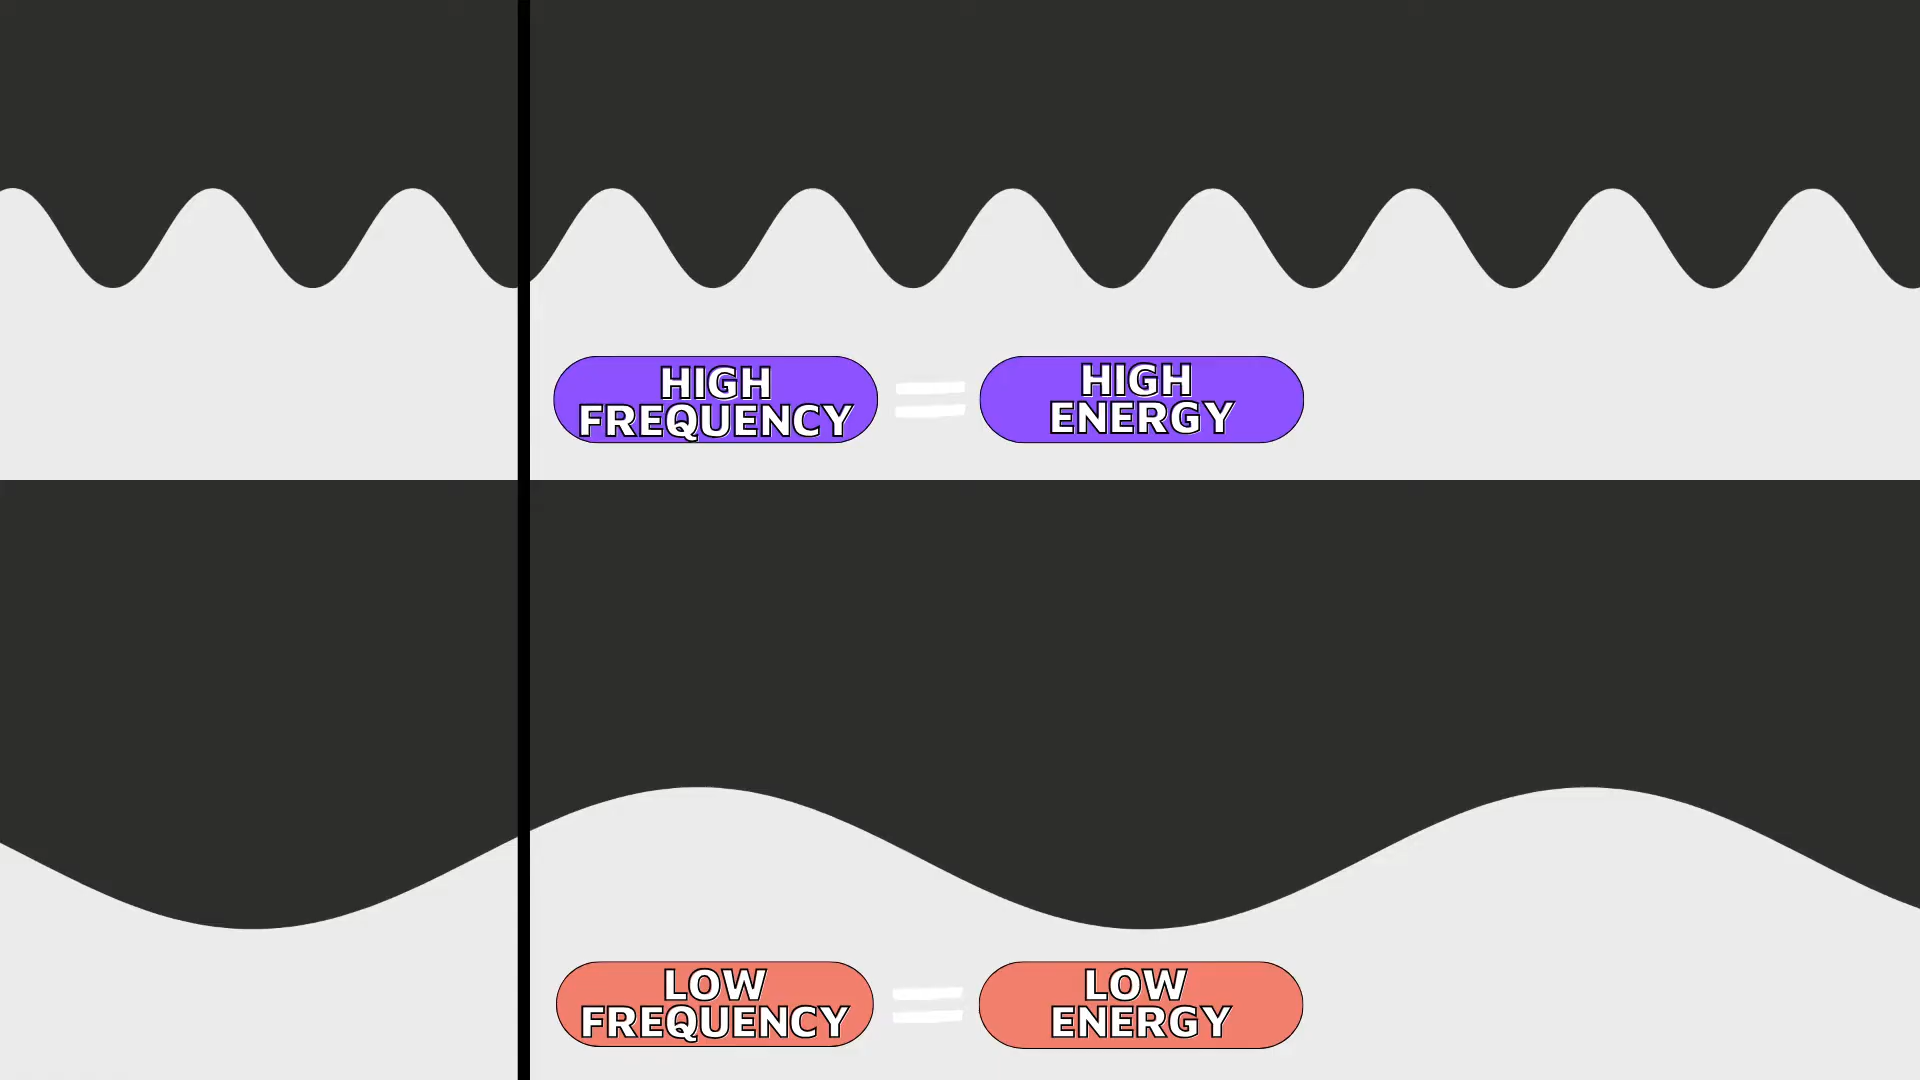 HIGH
FREQUENCY
=
HIGH
ENERGY
LOW
FREQUENCY
=
LOW
ENERGY